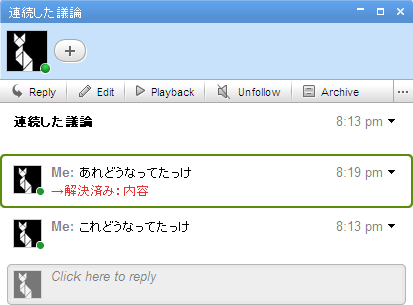 連続した議論
Reply Edit Playback Unfollow Archive ...
連続した議論 8:13 pm
Me: あれどうなってたっけ 8:19 pm
→解決済み: 内容
Me: これどうなってたっけ 8:13 pm
Click here to reply